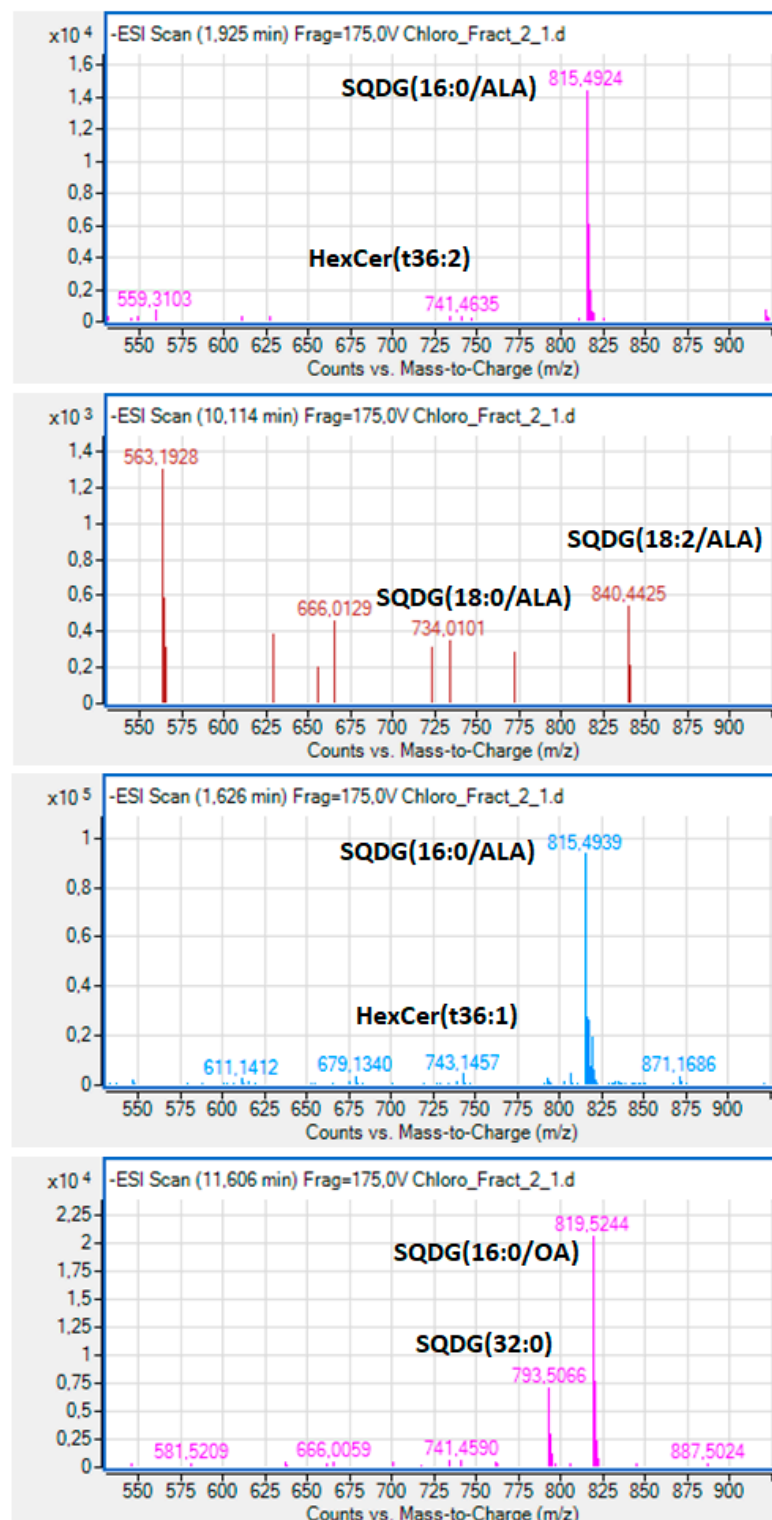 x10 4 -ESI Scan (1,925 min) Frag=175,0V Chloro_Fract_2_1.d
1,6
SQDG(16:0/ALA) 815,4924
1,4
1,2
1
0,8
0,6
0,4
HexCer(t36:2)
0,2
559,3103 741,4635
0
550 575 600 625 650 675 700 725 750 775 800 825 850 875 900
Counts vs. Mass-to-Charge (m/z)
x10 3 -ESI Scan (10,114 min) Frag=175,0V Chloro_Fract_2_1.d
1,4
563,1928
1,2
1
SQDG(18:2/ALA)
0,8
0,6
SQDG(18:0/ALA) 840,4425
666,0129
0,4
734,0101
0,2
0
550 575 600 625 650 675 700 725 750 775 800 825 850 875 900
Counts vs. Mass-to-Charge (m/z)
x10 5 -ESI Scan (1,626 min) Frag=175,0V Chloro_Fract_2_1.d
1
SQDG(16:0/ALA) 815,4939
0,8
0,6
0,4
HexCer(t36:1)
0,2
611,1412 679,1340 743,1457 871,1686
0
550 575 600 625 650 675 700 725 750 775 800 825 850 875 900
Counts vs. Mass-to-Charge (m/z)
x10 4 -ESI Scan (11,606 min) Frag=175,0V Chloro_Fract_2_1.d
2,25
819,5244
2
SQDG(16:0/OA)
1,75
1,5
1,25
SQDG(32:0)
1
793,5066
0,75
0,5
0,25
581,5209 666,0059 741,4590 887,5024
0
550 575 600 625 650 675 700 725 750 775 800 825 850 875 900
Counts vs. Mass-to-Charge (m/z)